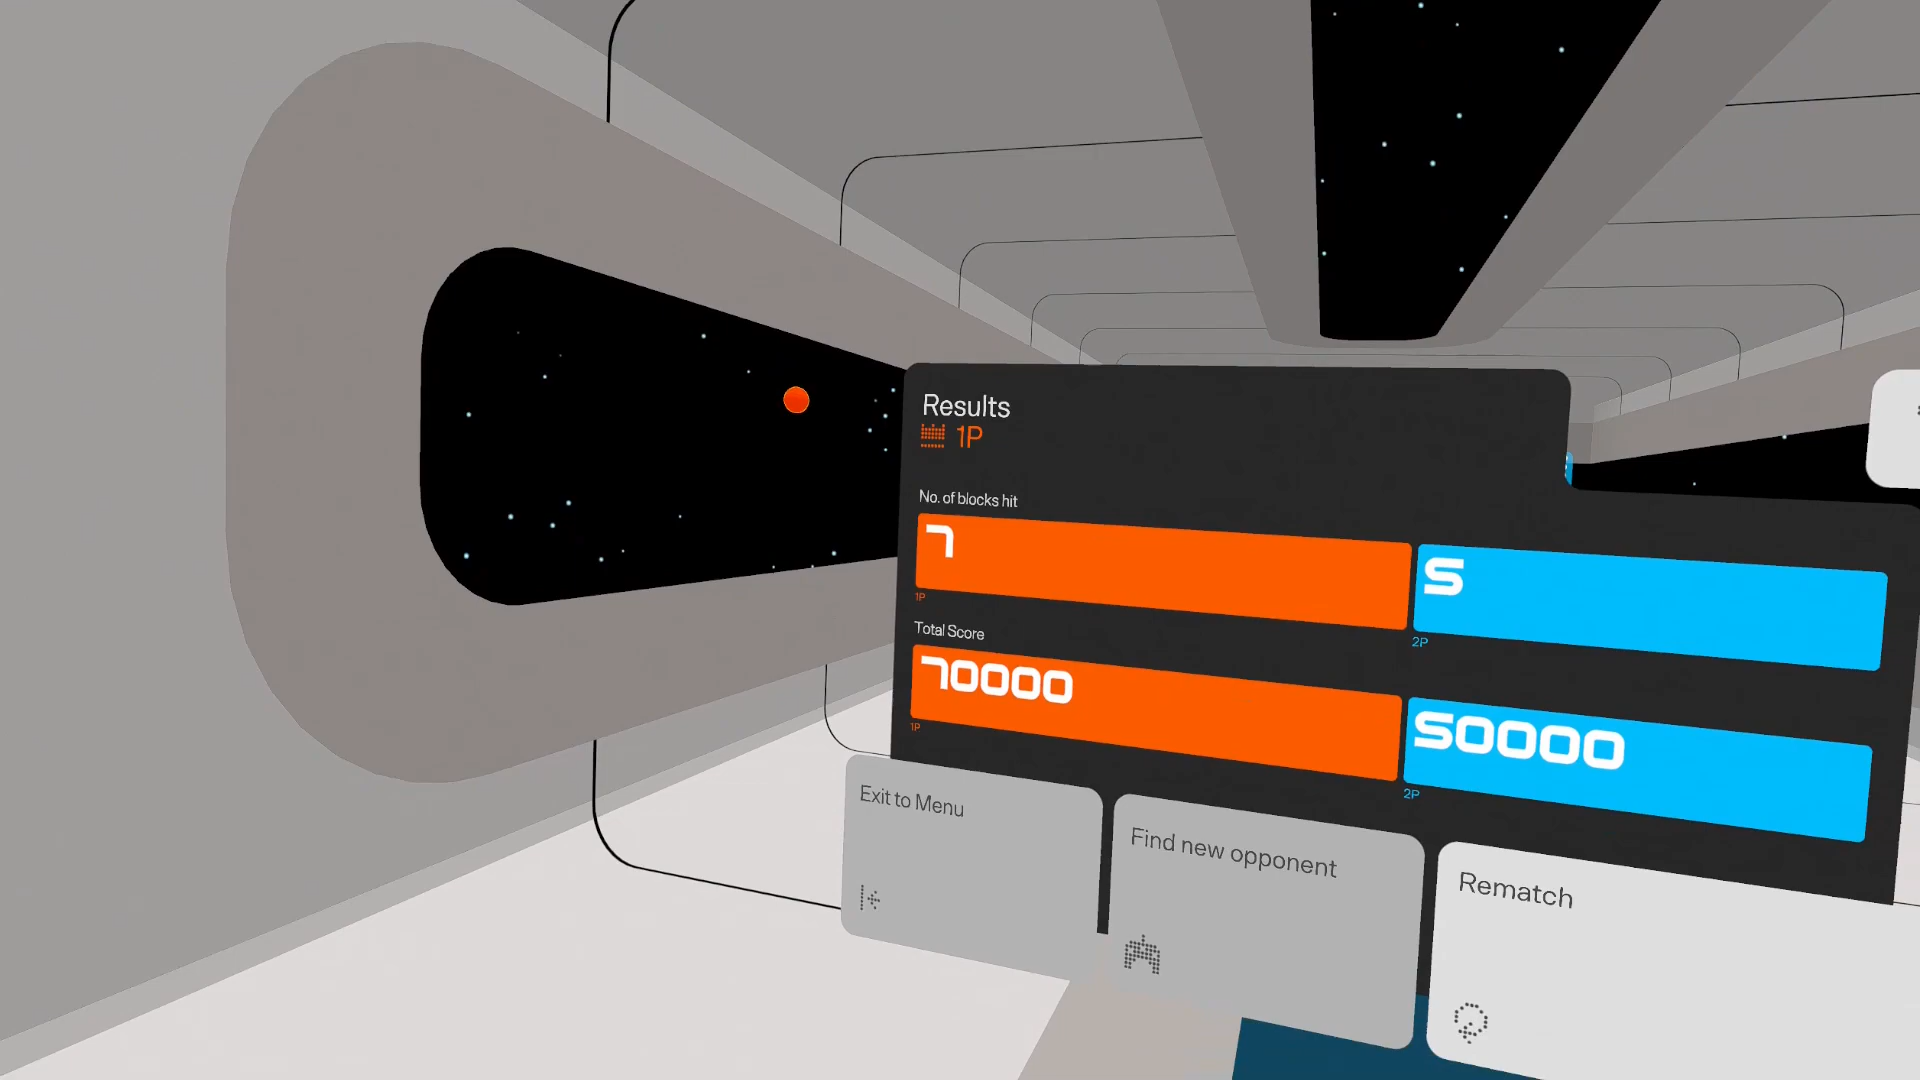 Results
1P
No. of blocks hit
7 5
1P 2P
Total Score
70000 50000
1P 2P
Exit to Menu
Find new opponent
Rematch